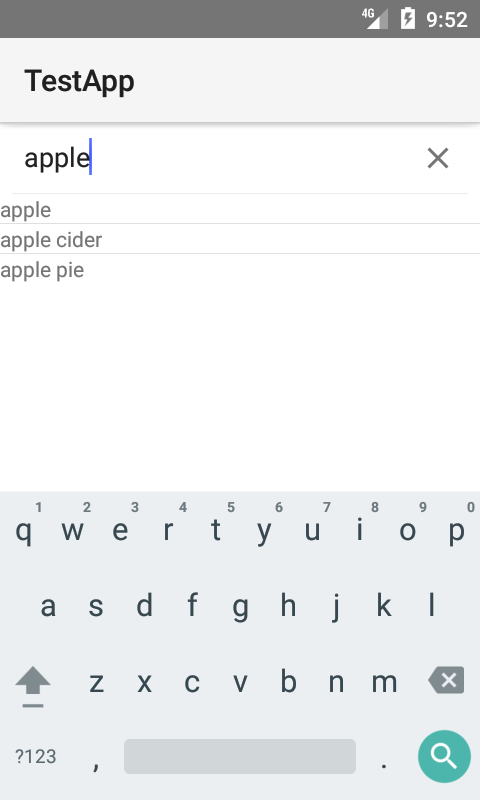 4G 9:52
TestApp
apple
apple
apple cider
apple pie
1 2 3 4 5 6 7 8 9 0
q w e r t y u i o p
a s d f g h j k l
z x c v b n m
?123 , .